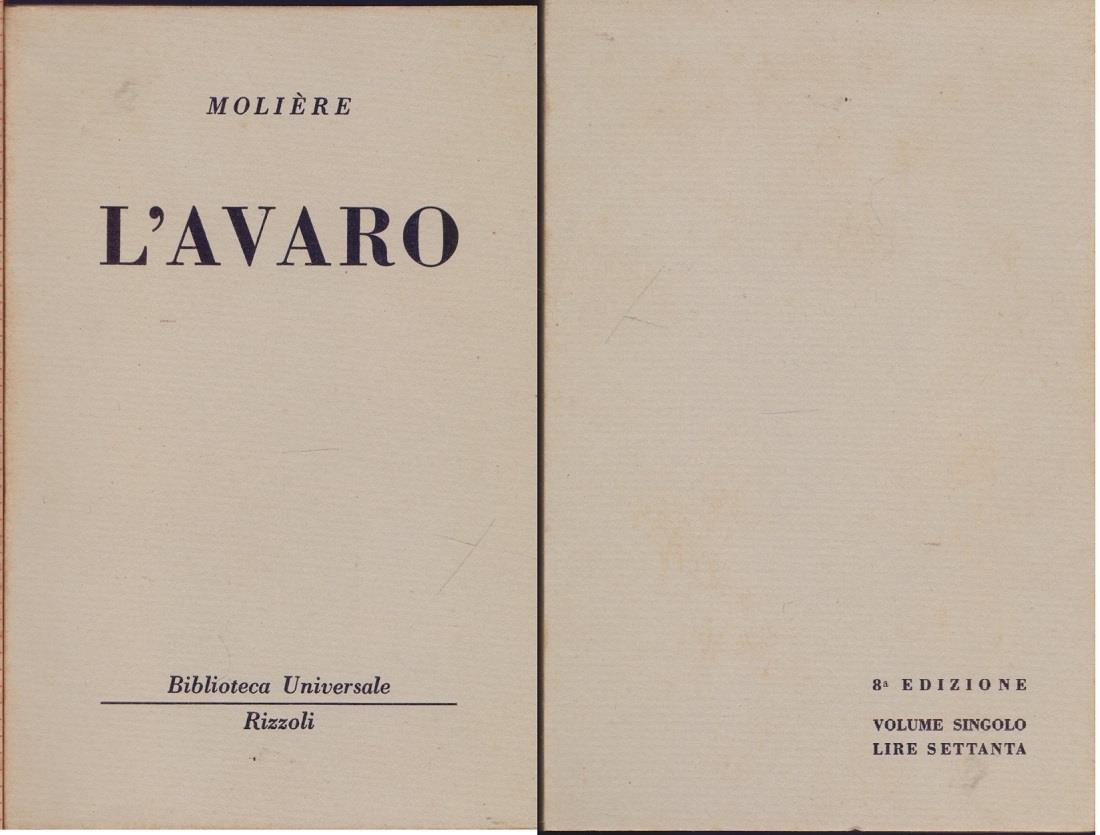 MOLIÈRE
L'AVARO
Biblioteca Universale
Rizzoli
8ª EDIZIONE
VOLUME SINGOLO
LIRE SETTANTA